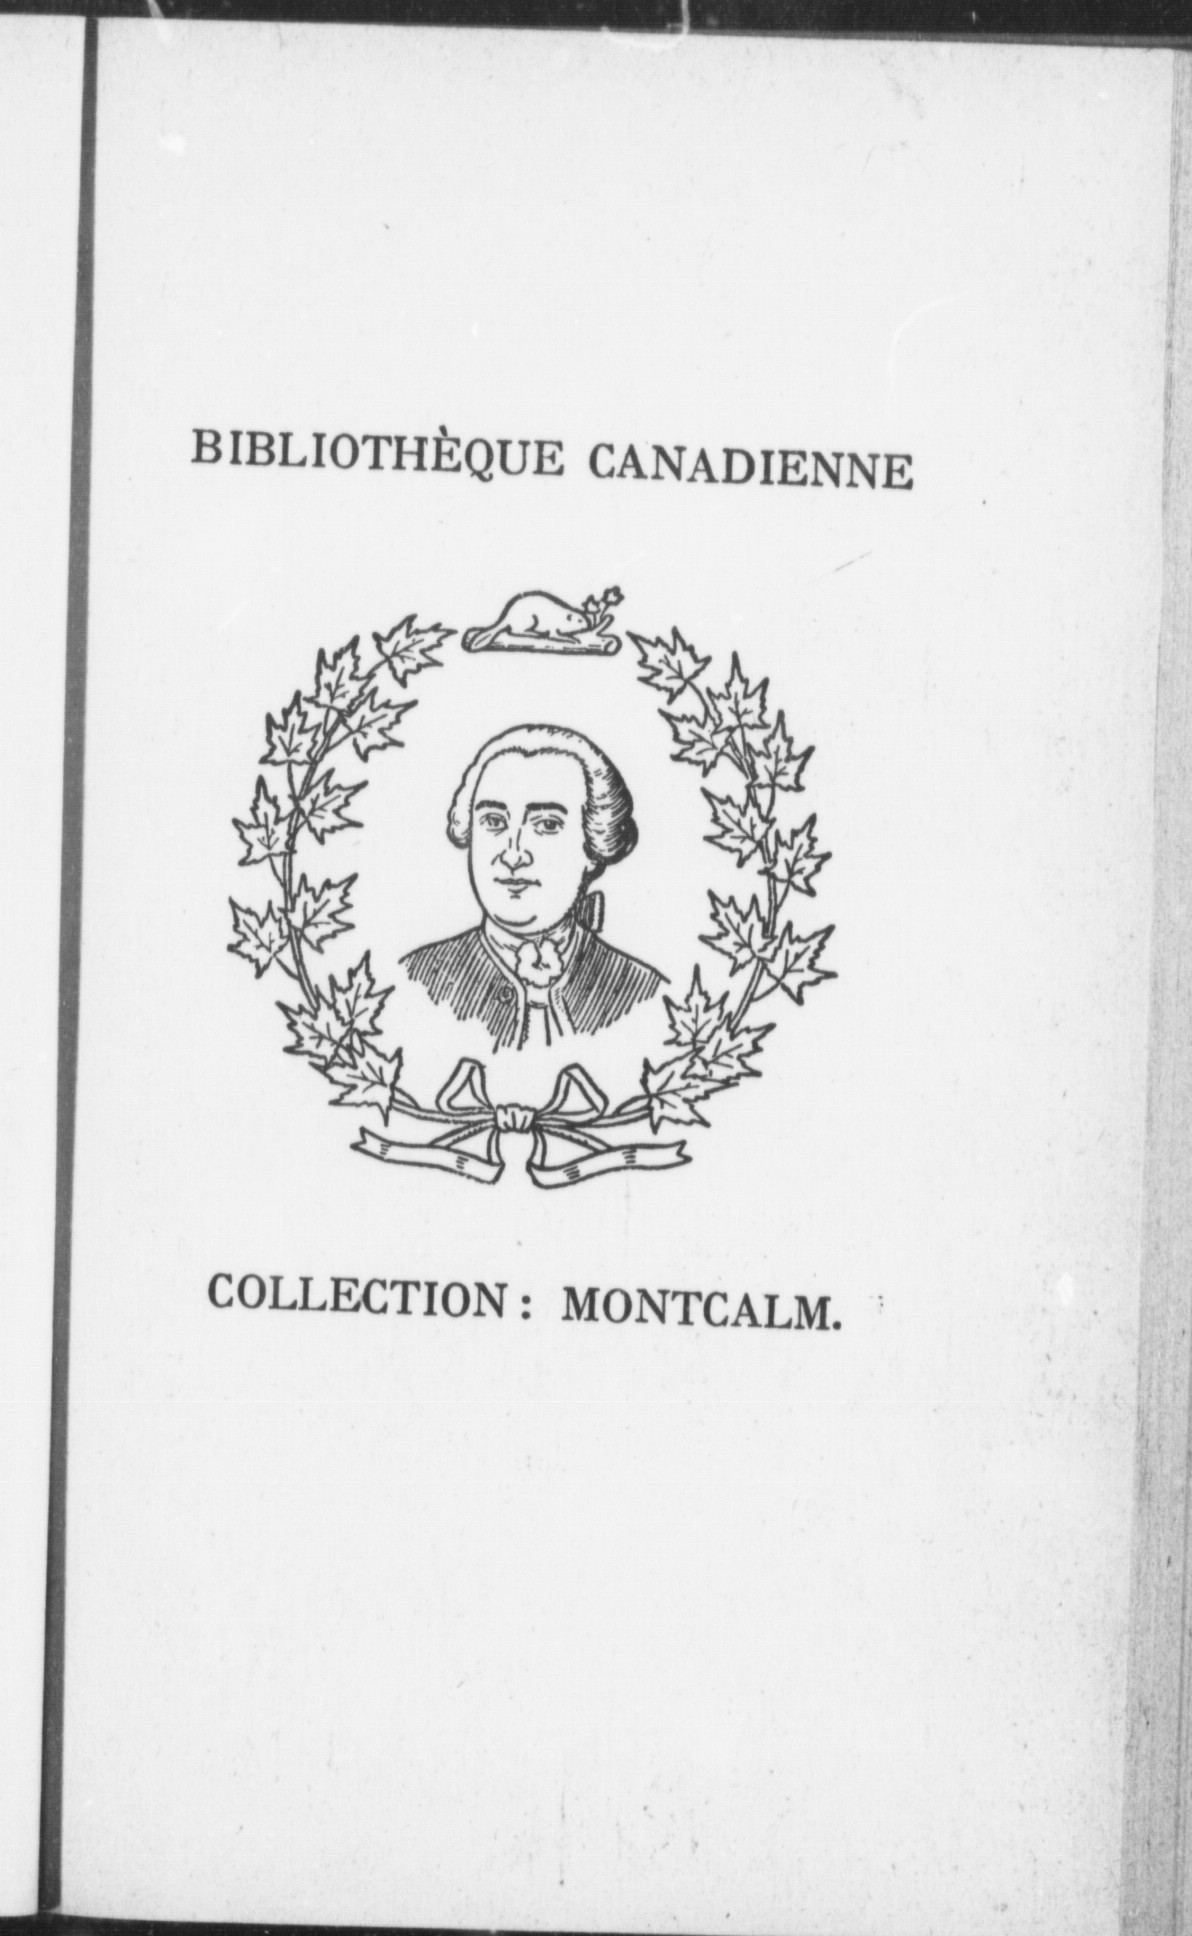 BIBLIOTHÈQUE CANADIENNE
COLLECTION: MONTCALM.